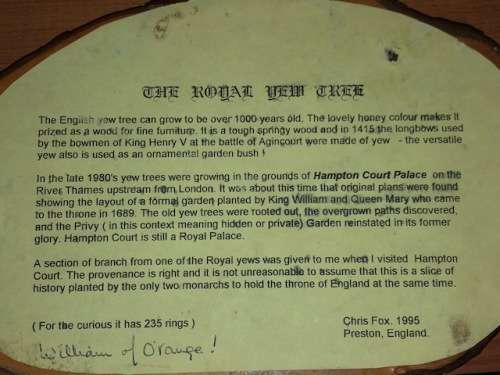 THE ROYAL YEW TREE
The English yew tree can grow to be over 1000 years old. The lovely honey colour makes it
prized as a wood for fine furniture. It is a tough springy wood and in 1415 the longbows used
by the bowmen of King Henry V at the battle of Agincourt were made of yew - the versatile
yew also is used as an ornamental garden bush !
In the late 1980's yew trees were growing in the grounds of Hampton Court Palace on the
River Thames upstream from London. It was about this time that original plans were found
showing the layout of a formal garden planted by King William and Queen Mary who came
to the throne in 1689. The old yew trees were rooted out, the overgrown paths discovered,
and the Privy ( in this context meaning hidden or private) Garden reinstated in its former
glory. Hampton Court is still a Royal Palace.
A section of branch from one of the Royal yews was given to me when I visited Hampton
Court. The provenance is right and it is not unreasonable to assume that this is a slice of
history planted by the only two monarchs to hold the throne of England at the same time.
( For the curious it has 235 rings )
Chris Fox. 1995
Preston, England.
William of Orange !